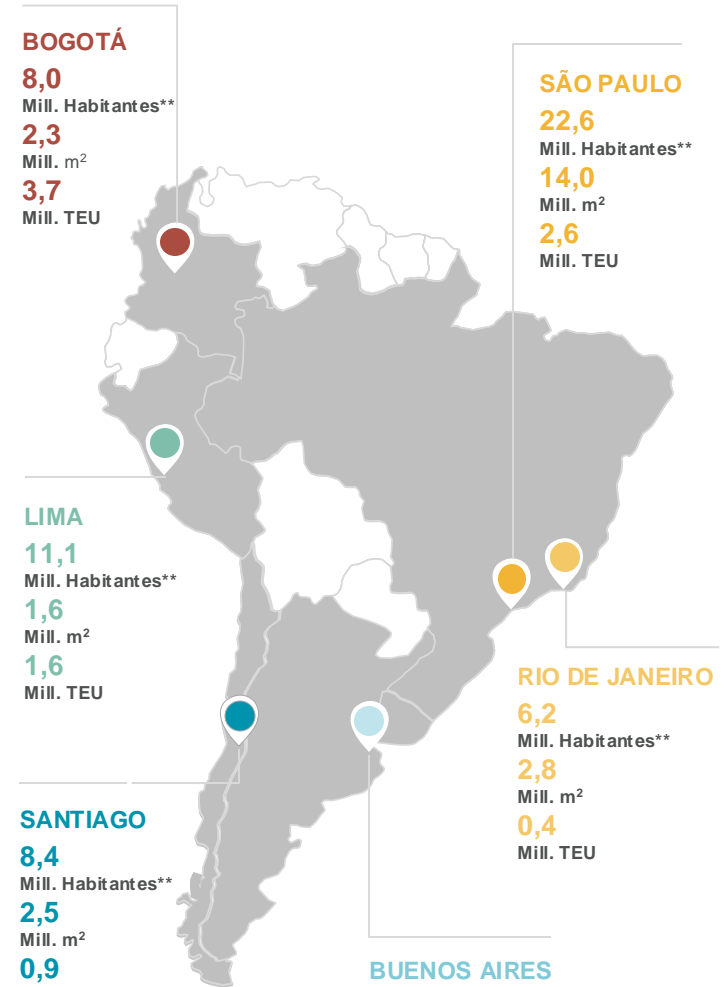 BOGOTÁ
8,0
Mill. Habitantes**
2,3
Mill. m²
3,7
Mill. TEU
SÃO PAULO
22,6
Mill. Habitantes**
14,0
Mill. m²
2,6
Mill. TEU
LIMA
11,1
Mill. Habitantes**
1,6
Mill. m²
1,6
Mill. TEU
RIO DE JANEIRO
6,2
Mill. Habitantes**
2,8
Mill. m²
0,4
Mill. TEU
SANTIAGO
8,4
Mill. Habitantes**
2,5
Mill. m²
0,9
BUENOS AIRES